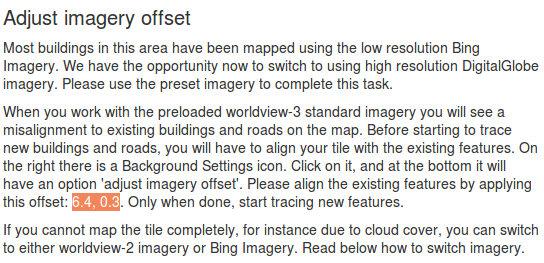 Adjust imagery offset
Most buildings in this area have been mapped using the low resolution Bing
Imagery. We have the opportunity now to switch to using high resolution DigitalGlobe
imagery. Please use the preset imagery to complete this task.
When you work with the preloaded worldview-3 standard imagery you will see a
misalignment to existing buildings and roads on the map. Before starting to trace
new buildings and roads, you will have to align your tile with the existing features. On
the right there is a Background Settings icon. Click on it, and at the bottom it will
have an option 'adjust imagery offset'. Please align the existing features by applying
this offset: 6.4, 0.3. Only when done, start tracing new features.
If you cannot map the tile completely, for instance due to cloud cover, you can switch
to either worldview-2 imagery or Bing Imagery. Read below how to switch imagery.